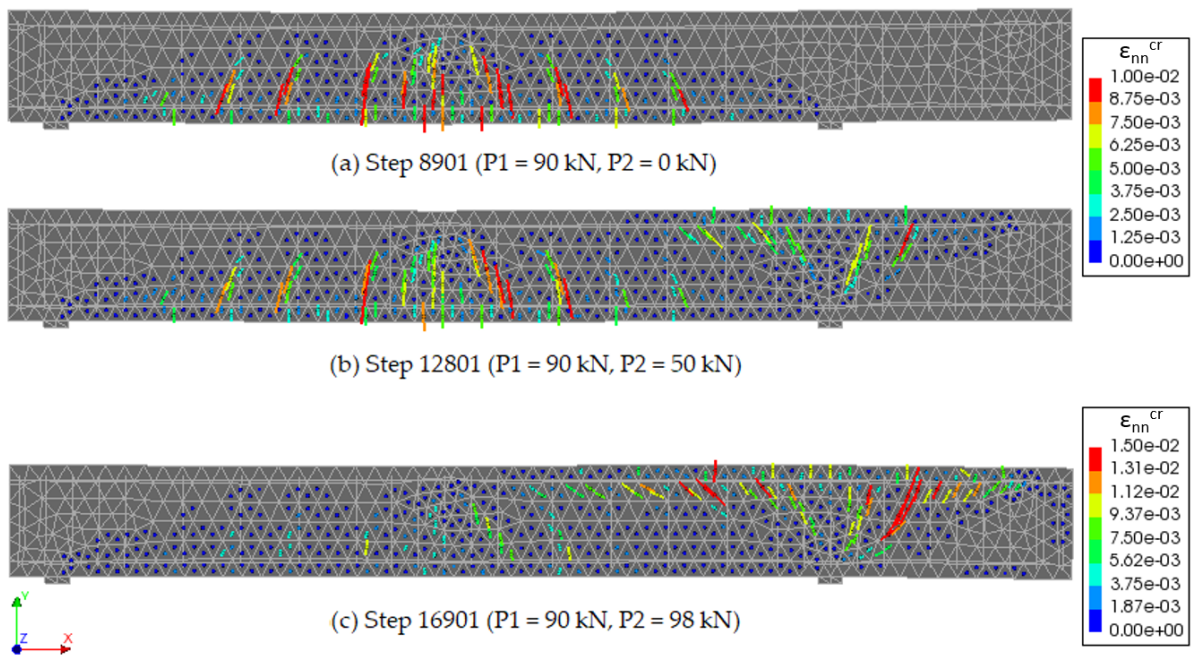 εnn cr
1.00e-02
8.75e-03
7.50e-03
6.25e-03
5.00e-03
3.75e-03
2.50e-03
1.25e-03
0.00e+00
(a) Step 8901 (P1 = 90 kN, P2 = 0 kN)
(b) Step 12801 (P1 = 90 kN, P2 = 50 kN)
εnn cr
1.50e-02
1.31e-02
1.12e-02
9.37e-03
7.50e-03
5.62e-03
3.75e-03
1.87e-03
0.00e+00
Y
Z X
(c) Step 16901 (P1 = 90 kN, P2 = 98 kN)